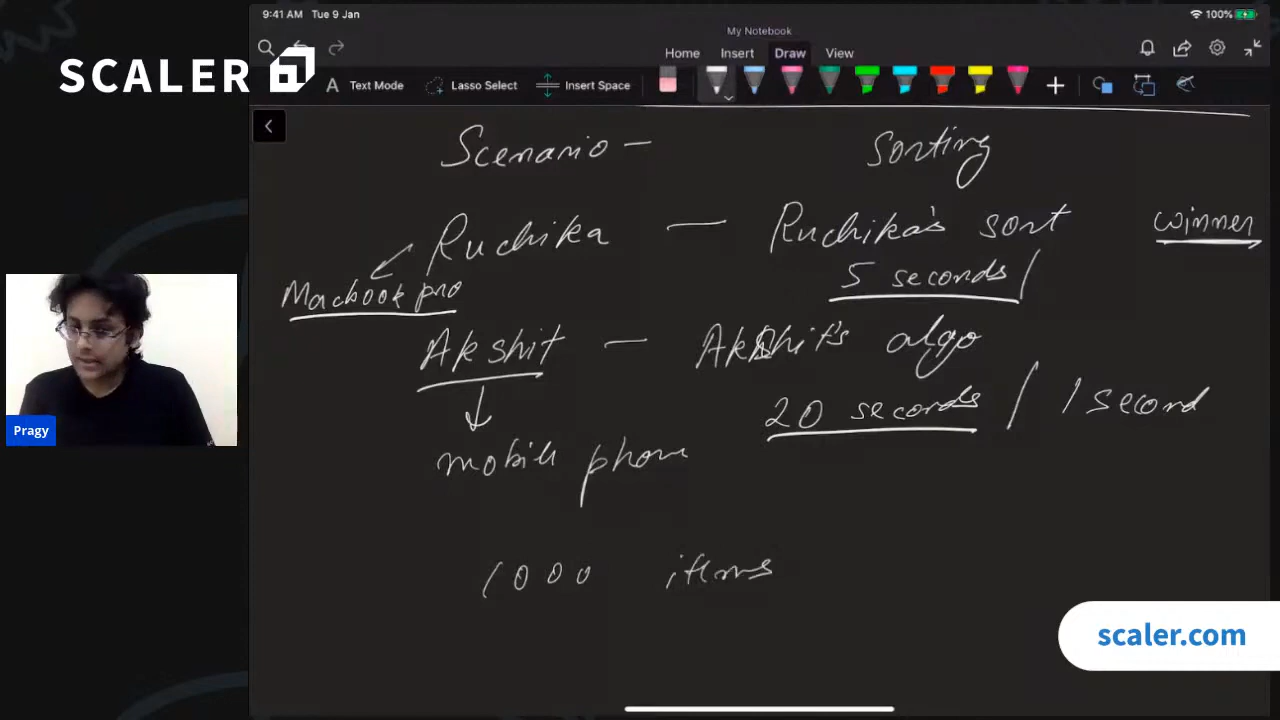 9:41 AM Tue 9 Jan
100%
My Notebook
Home Insert Draw View
SCALER
A Text Mode Lasso Select Insert Space
Scenario - Sorting
Ruchika - Ruchika's sort winner
Macbook pro 5 seconds /
Akshit - Akshit's algo
20 seconds / 1 second
mobile phone
1000 items
Pragy
scaler.com